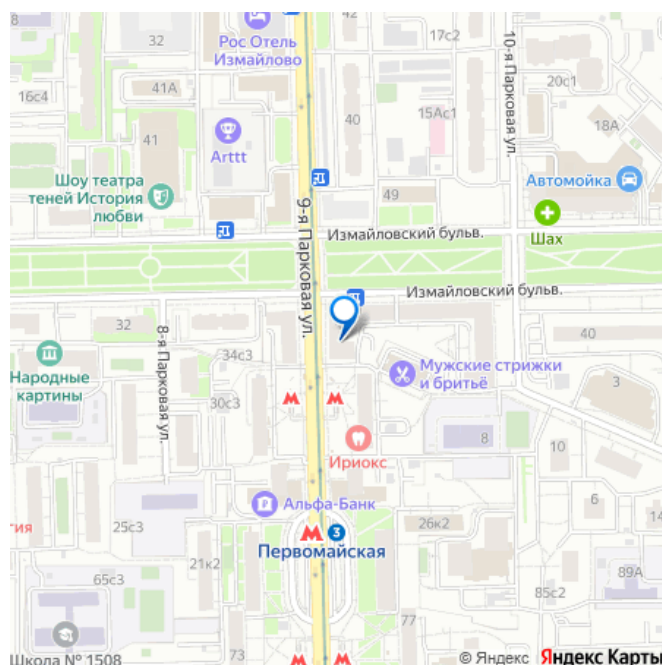 42
Рос Отель
Измайлово
17с2
42
32
16с4
41А
10-я Парковая ул.
20с1
15Ас1
18А
40
41
Arttt
Шоу театра
теней История
любви
Автомойка
49
9-я Парковая ул.
Шах
Измайловский бульв.
Измайловский бульв.
32
8-я Парковая ул.
34с3
40
Народные
картины
Мужские стрижки
и бритьё
3
30с3
8
10
Ириокс
Альфа-Банк
6
тия
25с3
26к2
3
Первомайская
21к2
65с3
89А
85с2
77
73
Школа № 1508
© Яндекс Яндекс Карты